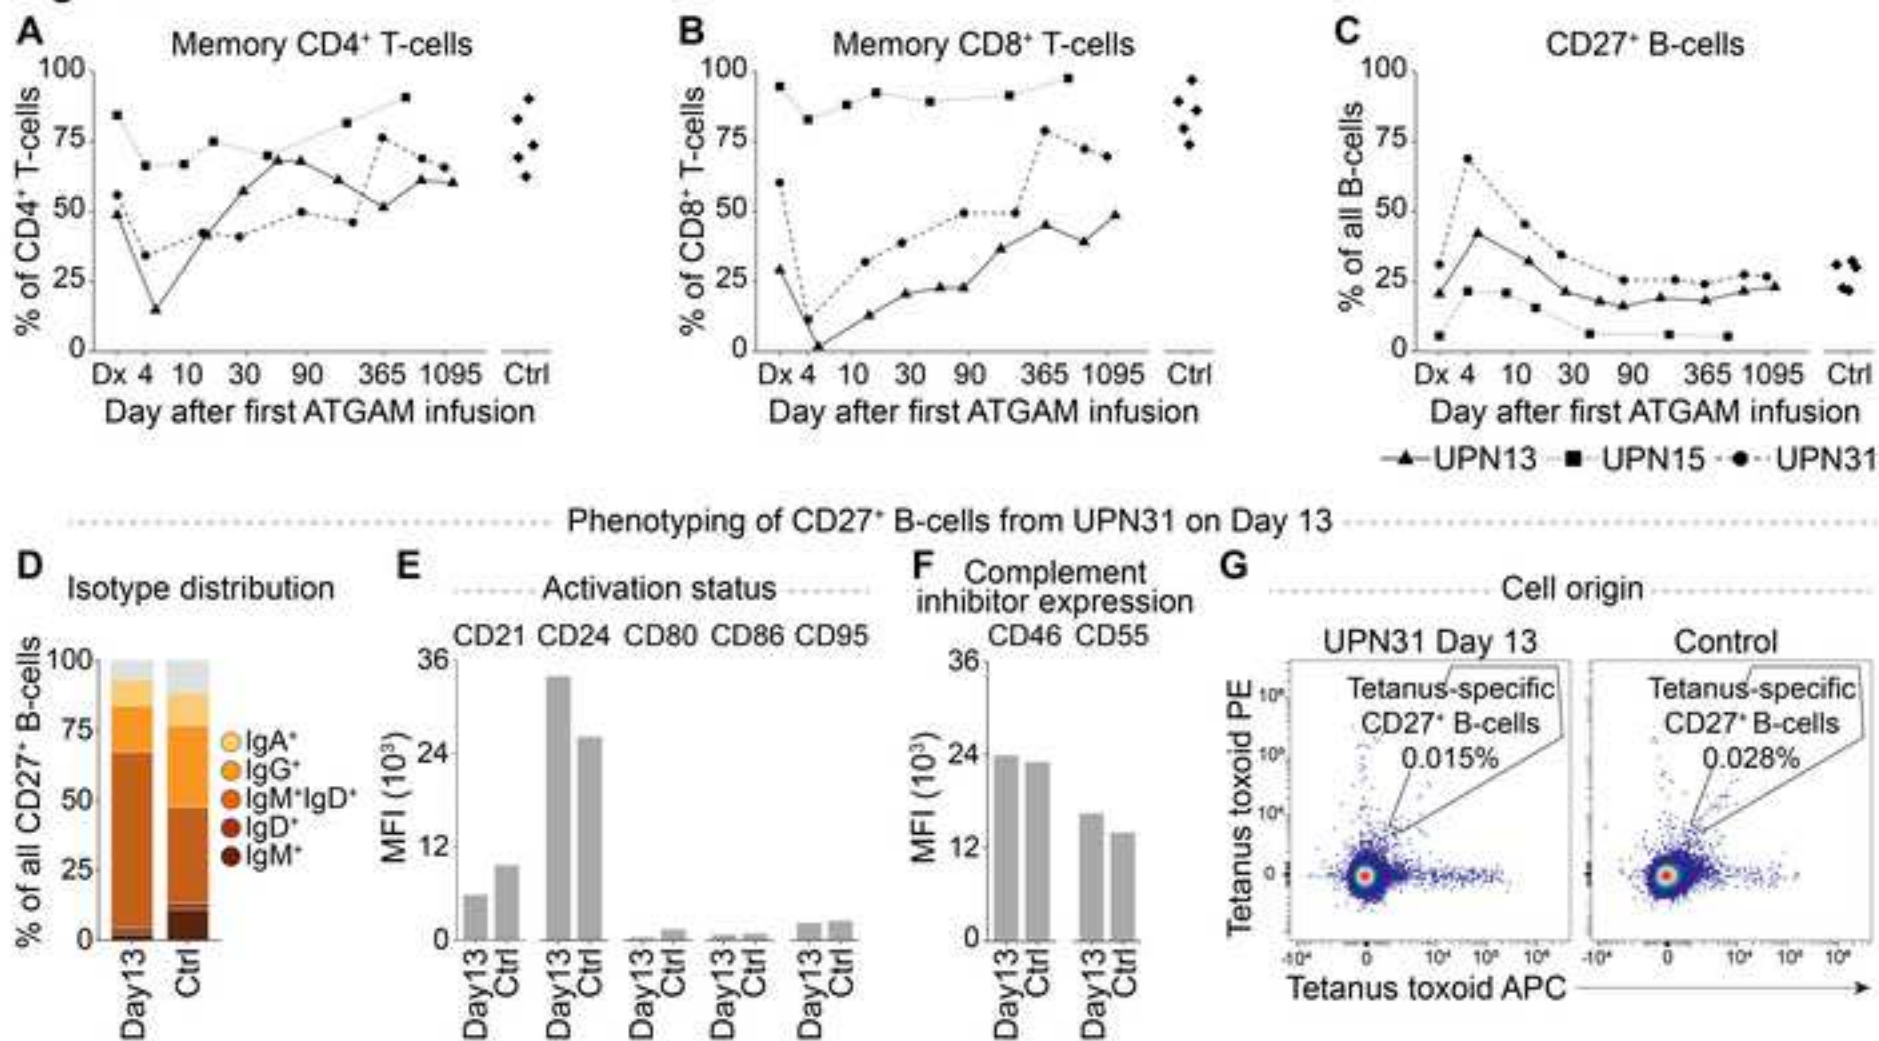 A
Memory CD4⁺ T-cells
% of CD4⁺ T-cells
100
75
50
25
0
Dx 4 10 30 90 365 1095 Ctrl
Day after first ATGAM infusion
B
Memory CD8⁺ T-cells
% of CD8⁺ T-cells
100
75
50
25
0
Dx 4 10 30 90 365 1095 Ctrl
Day after first ATGAM infusion
C
CD27⁺ B-cells
% of all B-cells
100
75
50
25
0
Dx 4 10 30 90 365 1095 Ctrl
Day after first ATGAM infusion
UPN13 UPN15 UPN31
Phenotyping of CD27⁺ B-cells from UPN31 on Day 13
D
Isotype distribution
% of all CD27⁺ B-cells
100
75
50
25
0
Day13 Ctrl
IgA⁺
IgG⁺
IgM⁺IgD⁺
IgD⁺
IgM⁺
E
Activation status
CD21 CD24 CD80 CD86 CD95
MFI (10³)
36
24
12
0
Day13 Ctrl Day13 Ctrl Day13 Ctrl Day13 Ctrl Day13 Ctrl
F
Complement
inhibitor expression
CD46 CD55
MFI (10³)
36
24
12
0
Day13 Ctrl Day13 Ctrl
G
Cell origin
UPN31 Day 13
Tetanus-specific
CD27⁺ B-cells
0.015%
Control
Tetanus-specific
CD27⁺ B-cells
0.028%
Tetanus toxoid PE
0
0
0
Tetanus toxoid APC